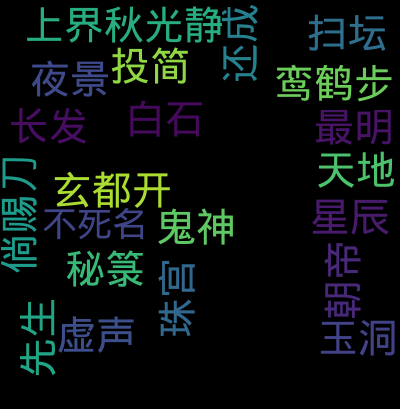 上界秋光静
还成
扫坛
投简
夜景
鸾鹤步
长发
白石
最明
天地
倘赐刀
玄都开
不死名
鬼神
星辰
秘箓
珠宫
朝帝
先生
虚声
玉洞